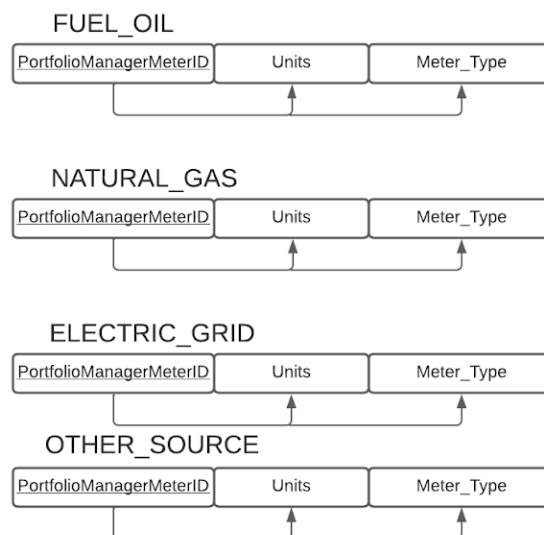 FUEL_OIL
PortfolioManagerMeterID Units Meter_Type
NATURAL_GAS
PortfolioManagerMeterID Units Meter_Type
ELECTRIC_GRID
PortfolioManagerMeterID Units Meter_Type
OTHER_SOURCE
PortfolioManagerMeterID Units Meter_Type